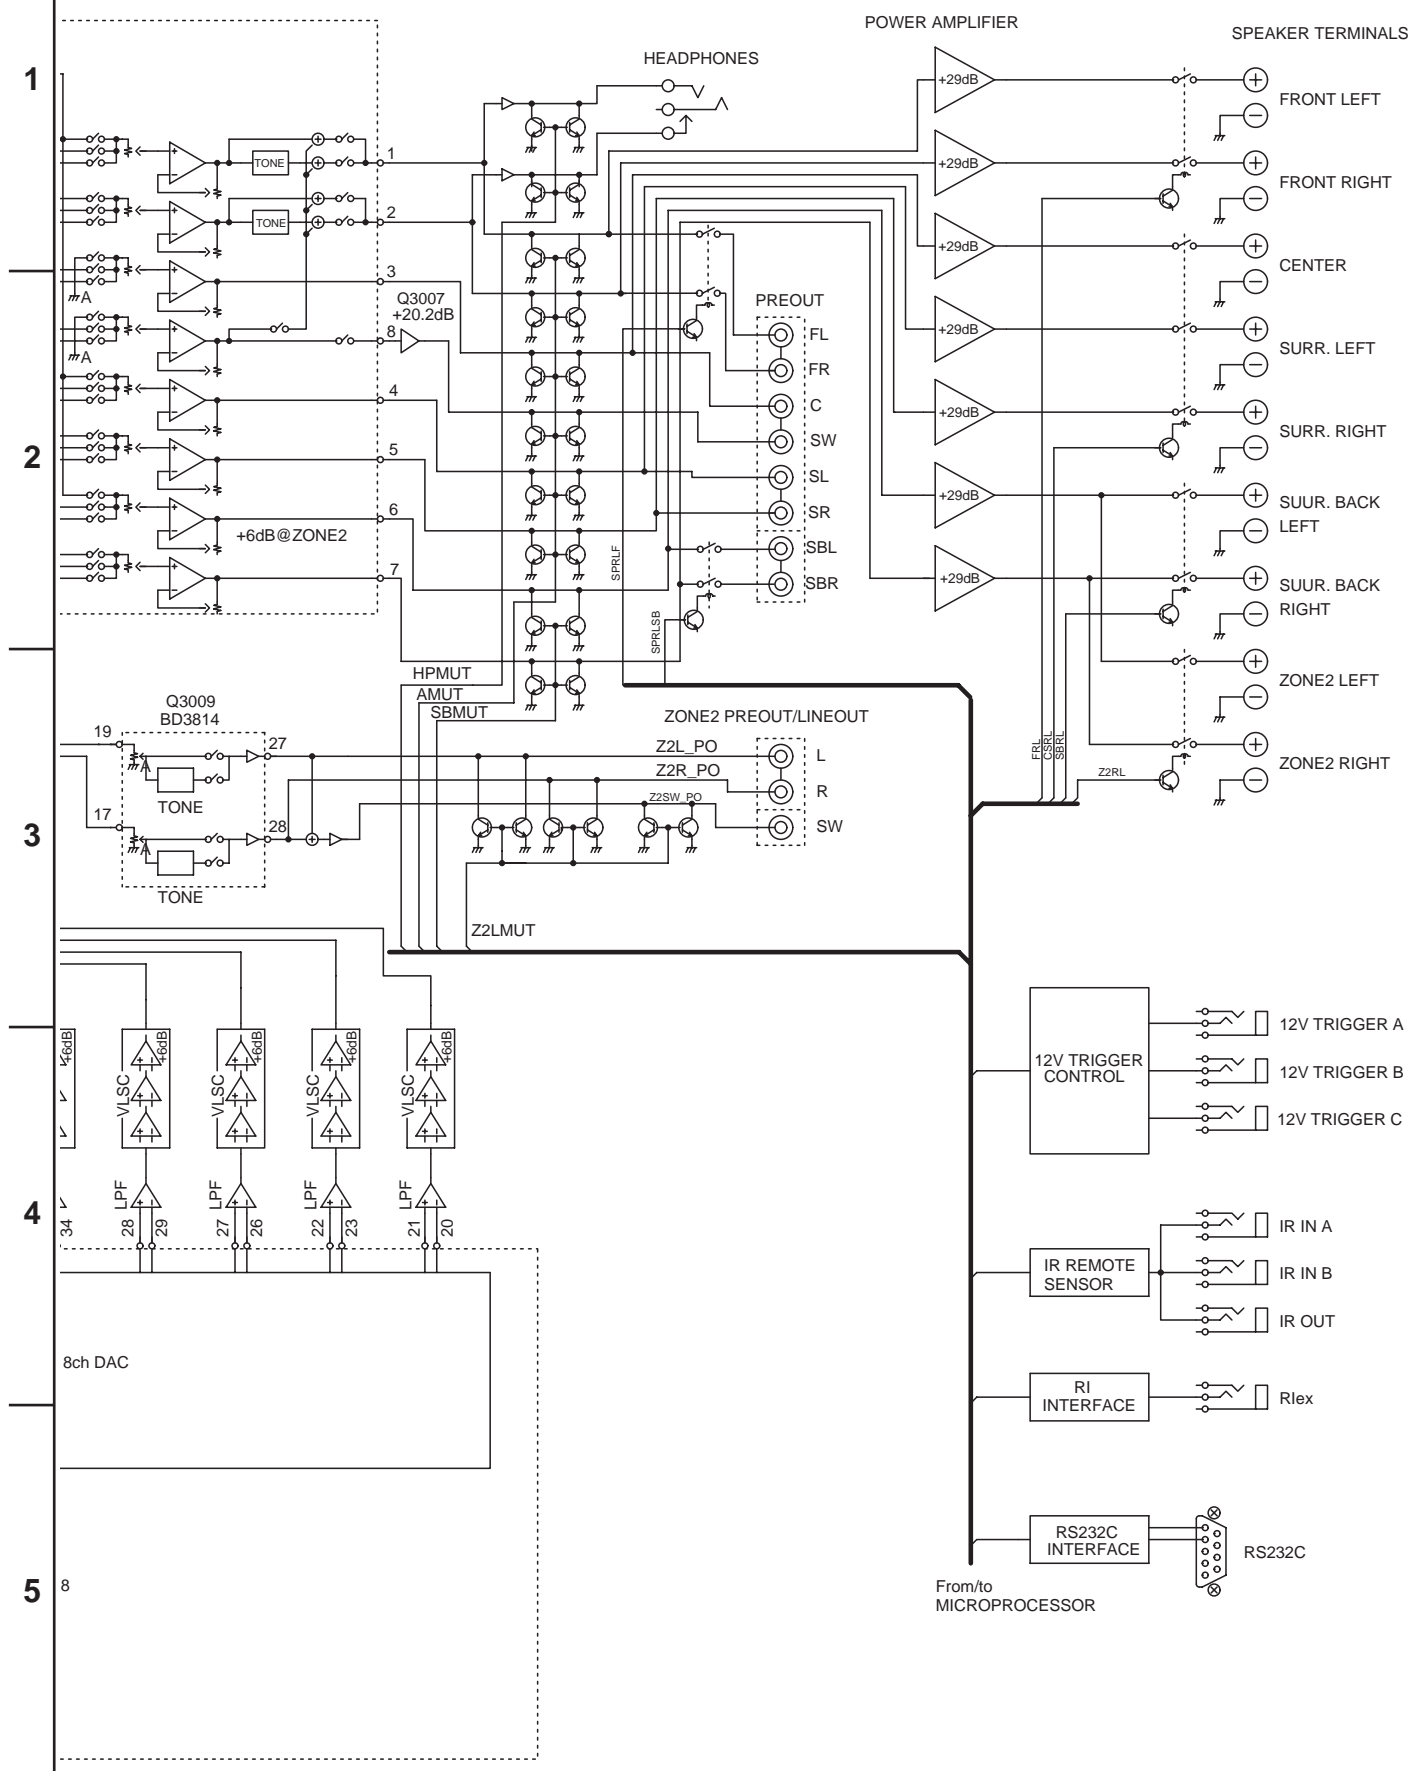 POWER AMPLIFIER
SPEAKER TERMINALS
HEADPHONES
1
+29dB
FRONT LEFT
TONE
1
+29dB
FRONT RIGHT
TONE
2
+29dB
CENTER
3
A
Q3007
+20.2dB
PREOUT
8
A
FL
+29dB
SURR. LEFT
FR
4
C
+29dB
SURR. RIGHT
SW
2
5
SL
+29dB
SUUR. BACK
LEFT
6
SR
+6dB@ZONE2
SPRLF
SBL
7
SBR
+29dB
SUUR. BACK
RIGHT
SPRLSB
HPMUT
AMUT
SBMUT
ZONE2 LEFT
Q3009
BD3814
ZONE2 PREOUT/LINEOUT
19
27
Z2L_PO
L
A
TONE
Z2R_PO
R
FRL
CSRL
SBRL
Z2RL
ZONE2 RIGHT
17
28
Z2SW_PO
SW
A
TONE
3
Z2LMUT
+6dB
VLSC
+6dB
VLSC
+6dB
VLSC
+6dB
VLSC
+6dB
12V TRIGGER
CONTROL
12V TRIGGER A
12V TRIGGER B
12V TRIGGER C
4
34
LPF
28
29
LPF
27
26
LPF
22
23
LPF
21
20
IR REMOTE
SENSOR
IR IN A
IR IN B
IR OUT
8ch DAC
RI
INTERFACE
RIex
RS232C
INTERFACE
RS232C
5
8
From/to
MICROPROCESSOR